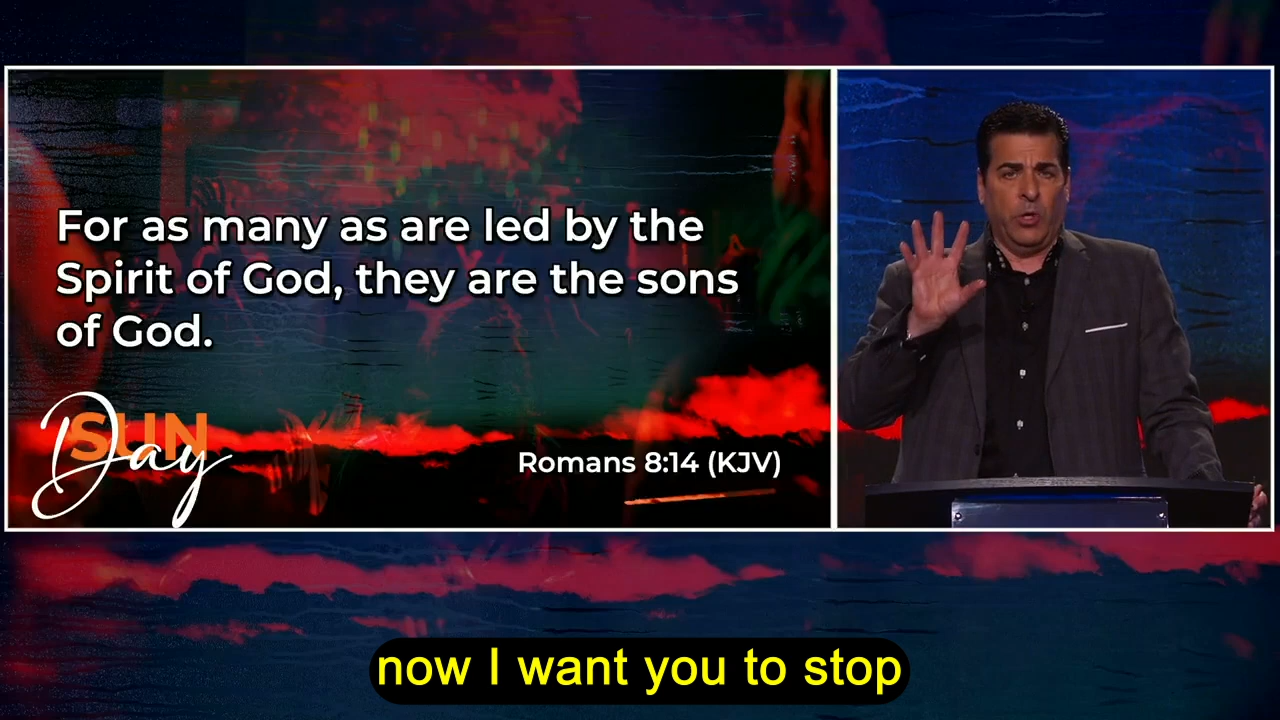 For as many as are led by the
Spirit of God, they are the sons
of God.
SUN
Day
Romans 8:14 (KJV)
now I want you to stop